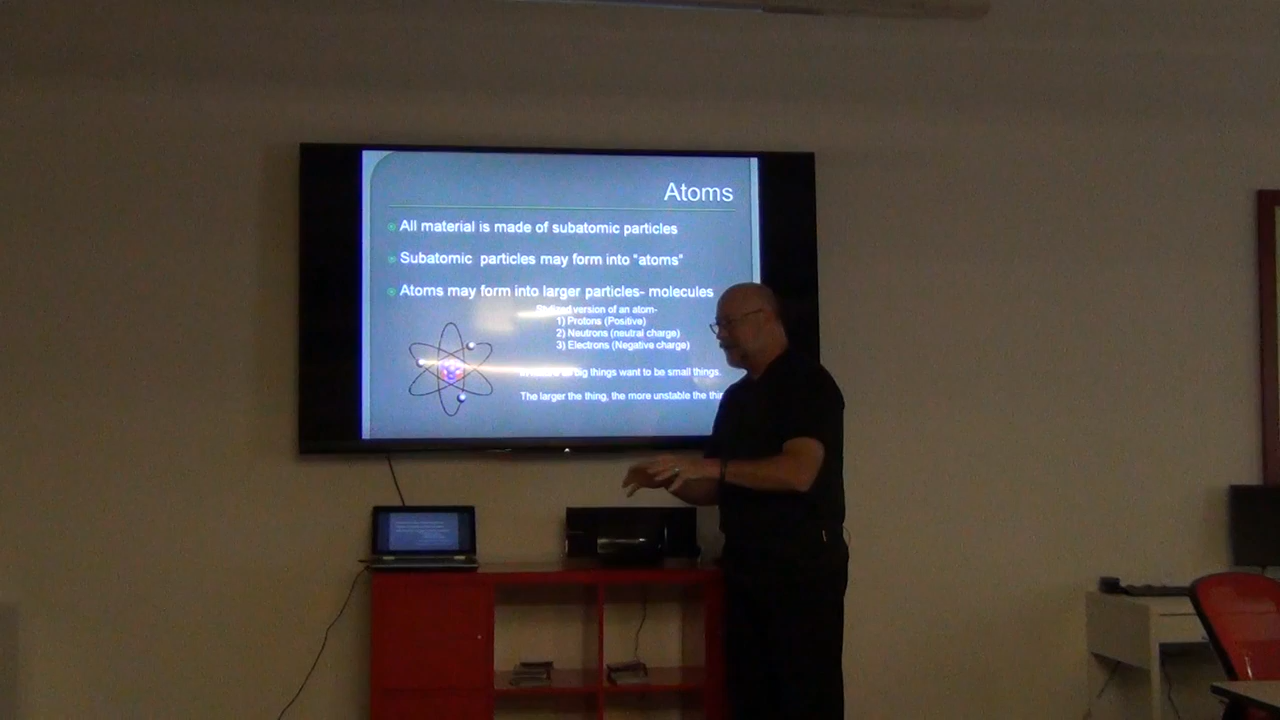 Atoms
All material is made of subatomic particles
Subatomic particles may form into "atoms"
Atoms may form into larger particles- molecules
version of an atom-
1) Protons (Positive)
2) Neutrons (neutral charge)
3) Electrons (Negative charge)
big things want to be small things.
The larger the thing, the more unstable the